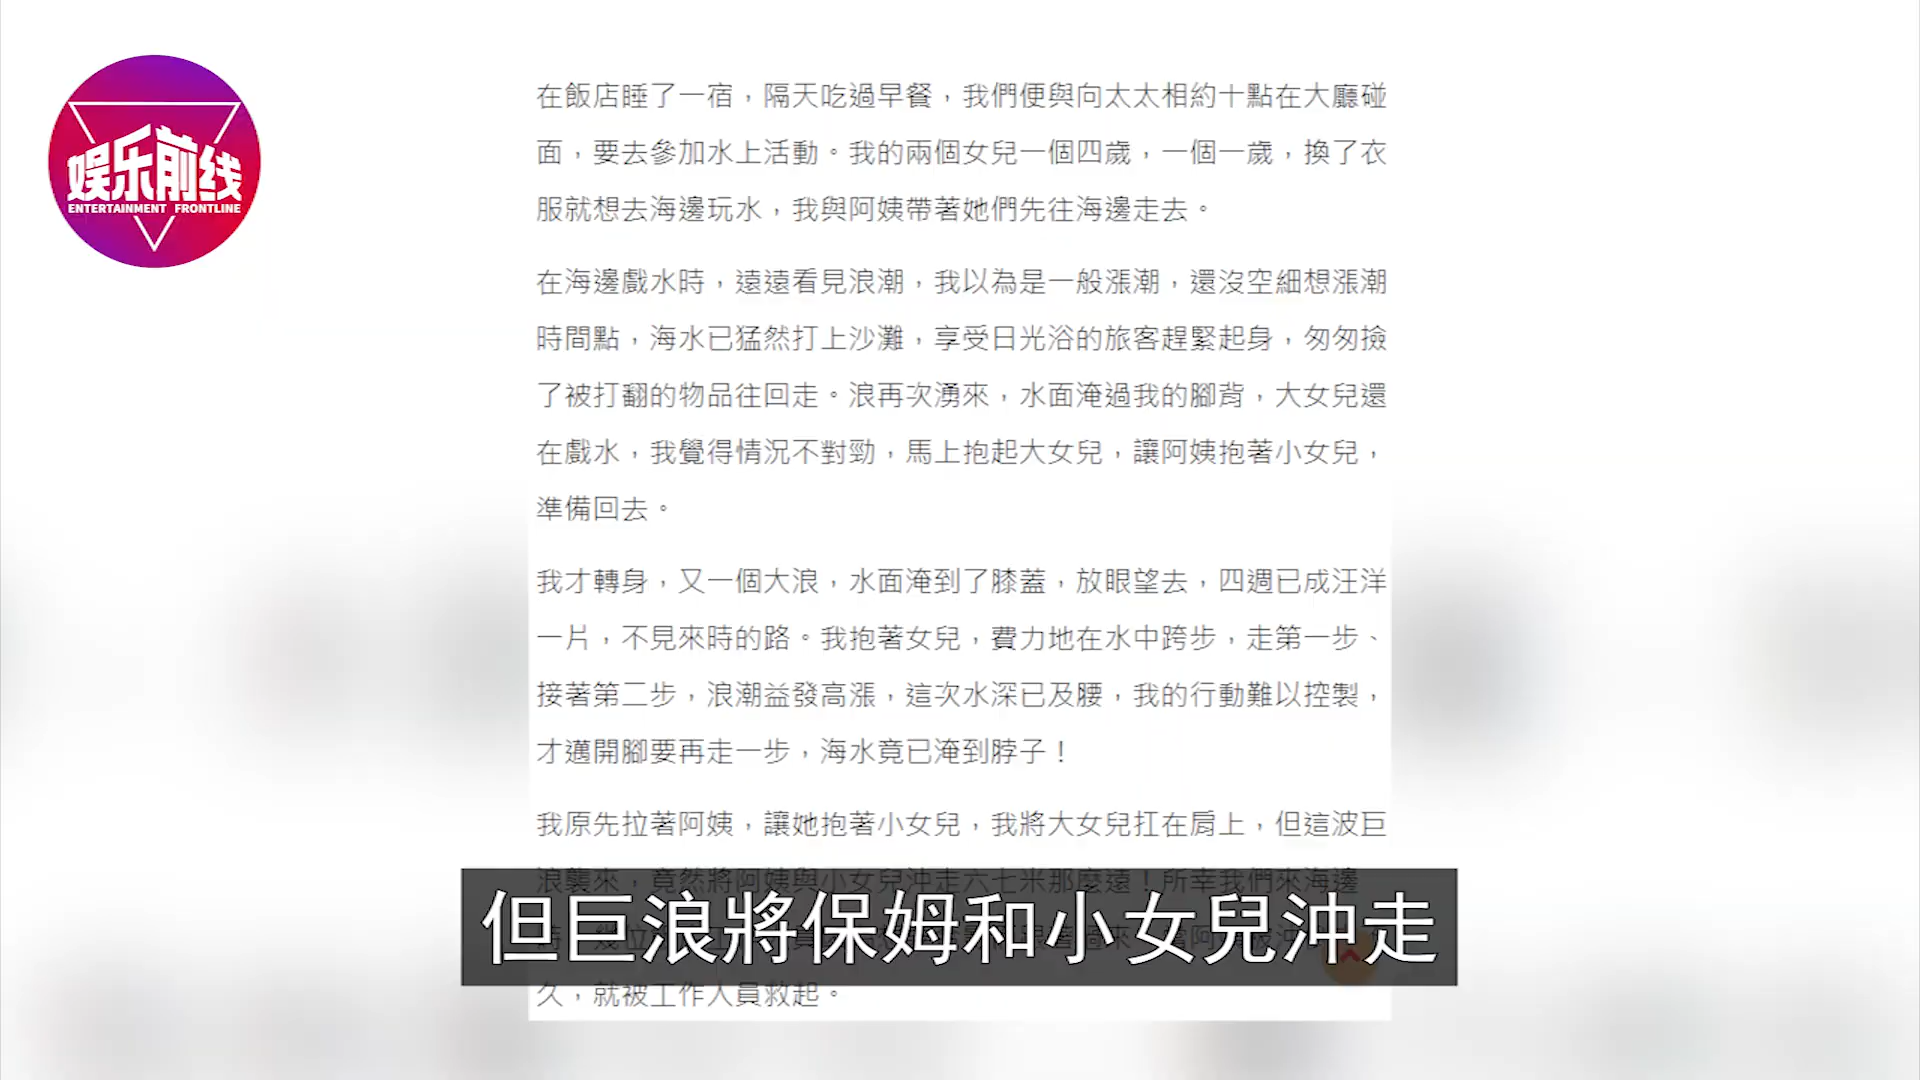 娱乐前线
ENTERTAINMENT FRONTLINE
在飯店睡了一宿，隔天吃過早餐，我們便與向太太相約十點在大廳碰
面，要去參加水上活動。我的兩個女兒一個四歲，一個一歲，換了衣
服就想去海邊玩水，我與阿姨帶著她們先往海邊走去。
在海邊戲水時，遠遠看見浪潮，我以為是一般漲潮，還沒空細想漲潮
時間點，海水已猛然打上沙灘，享受日光浴的旅客趕緊起身，匆匆撿
了被打翻的物品往回走。浪再次湧來，水面淹過我的腳背，大女兒還
在戲水，我覺得情況不對勁，馬上抱起大女兒，讓阿姨抱著小女兒，
準備回去。
我才轉身，又一個大浪，水面淹到了膝蓋，放眼望去，四週已成汪洋
一片，不見來時的路。我抱著女兒，費力地在水中跨步，走第一步、
接著第二步，浪潮益發高漲，這次水深已及腰，我的行動難以控製，
才邁開腳要再走一步，海水竟已淹到脖子！
我原先拉著阿姨，讓她抱著小女兒，我將大女兒扛在肩上，但這波巨
浪襲來，竟然將阿姨與小女兒沖走六七米那麼遠！所幸我們來海邊
但巨浪將保姆和小女兒沖走
久，就被工作人員救起。